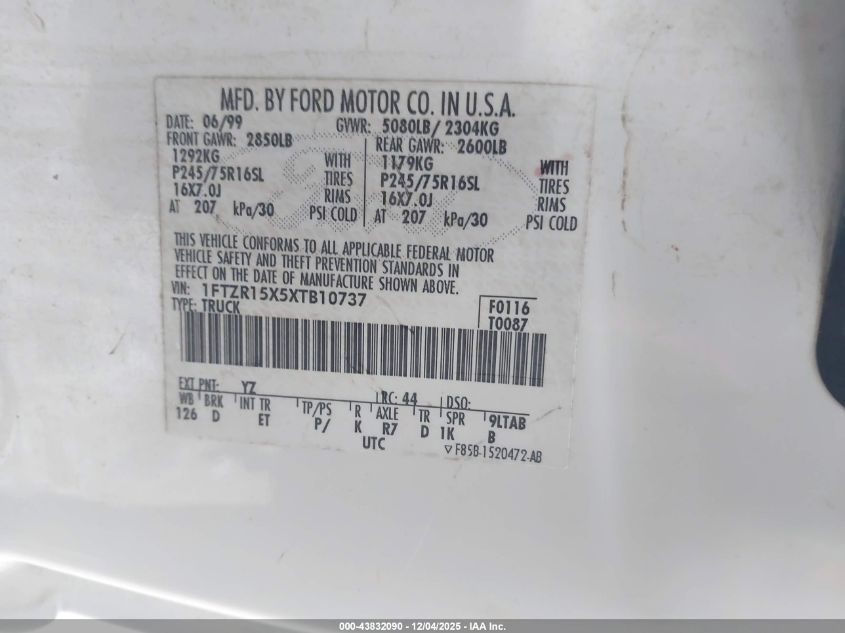 MFD. BY FORD MOTOR CO. IN U.S.A.
DATE: 06/99 GVWR: 5080LB/ 2304KG
FRONT GAWR: 2850LB REAR GAWR: 2600LB
1292KG WITH 1179KG WITH
P245/75R16SL TIRES P245/75R16SL TIRES
16X7.0J RIMS 16X7.0J RIMS
AT 207 kPa/30 PSI COLD AT 207 kPa/30 PSI COLD
THIS VEHICLE CONFORMS TO ALL APPLICABLE FEDERAL MOTOR
VEHICLE SAFETY AND THEFT PREVENTION STANDARDS IN
EFFECT ON THE DATE OF MANUFACTURE SHOWN ABOVE.
VIN: 1FTZR15X5XTB10737
TYPE: TRUCK
F0116
T0087
EXT PNT: YZ RC: 44 DSO:
WB BRK INT TR TP/PS R AXLE TR SPR 9LTAB
126 D ET P/ K R7 D 1K B
UTC
▽F85B-1520472-AB
000-43832090 - 12/04/2025 - IAA Inc.